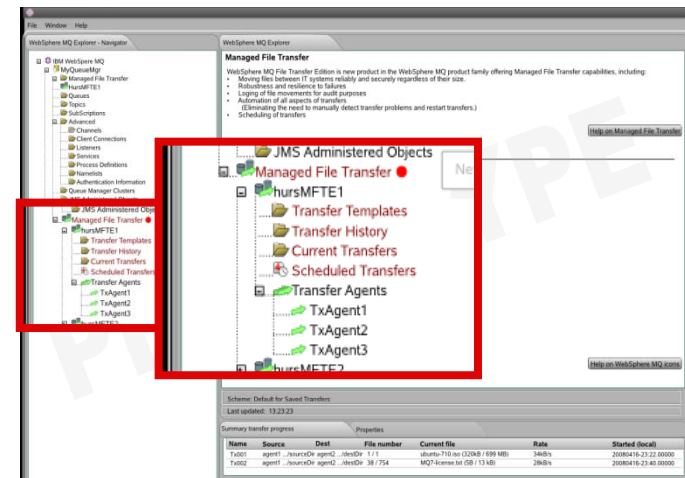 File Window Help
WebSphere MQ Explorer - Navigator
IBM WebSpere MQ
MyQueueMgr
Managed File Transfer
HursMFTE1
Queues
Topics
SubScriptions
Advanced
Channels
Client Connections
Listeners
Services
Process Definitions
Namelists
Authentication Information
Queue Manager Clusters
JMS Administered Objects
JMS Administered Obje
Managed File Transfer
hursMFTE1
Transfer Templates
Transfer History
Current Transfers
Scheduled Transfers
Transfer Agents
TxAgent1
TxAgent2
TxAgent3
hursMFTE2
WebSphere MQ Explorer
Managed File Transfer
WebSphere MQ File Transfer Edition is new product in the WebSphere MQ product family offering Managed File Transfer capabilities, including:
• Moving files between IT systems reliably and securely regardless of their size.
• Robustness and resilience to failures
• Loging of file movements for audit purposes
• Automation of all aspects of transfers
(Eliminating the need to manually detect transfer problems and restart transfers.)
• Scheduling of transfers
Help on Managed File Transfer
JMS Administered Objects
Ne
Managed File Transfer
hursMFTE1
Transfer Templates
Transfer History
Current Transfers
Scheduled Transfers
Transfer Agents
TxAgent1
TxAgent2
TxAgent3
hursMFTE2
Help on WebSphere MQ icons
Scheme: Default for Saved Transfers
Last updated: 13:23:23
Summary transfer progress Properties
Name Source Dest File number Current file Rate Started (local)
Tx001 agent1 .../sourceDir agent2 .../destDir 1 / 1 ubuntu-710.iso (320kB / 699 MB) 34kB/s 20080416-23:22.00000
Tx002 agent1 .../sourceDir agent2 .../destDir 38 / 754 MQ7-license.txt (5B / 13 kB) 28kB/s 20080416-23:40.00000